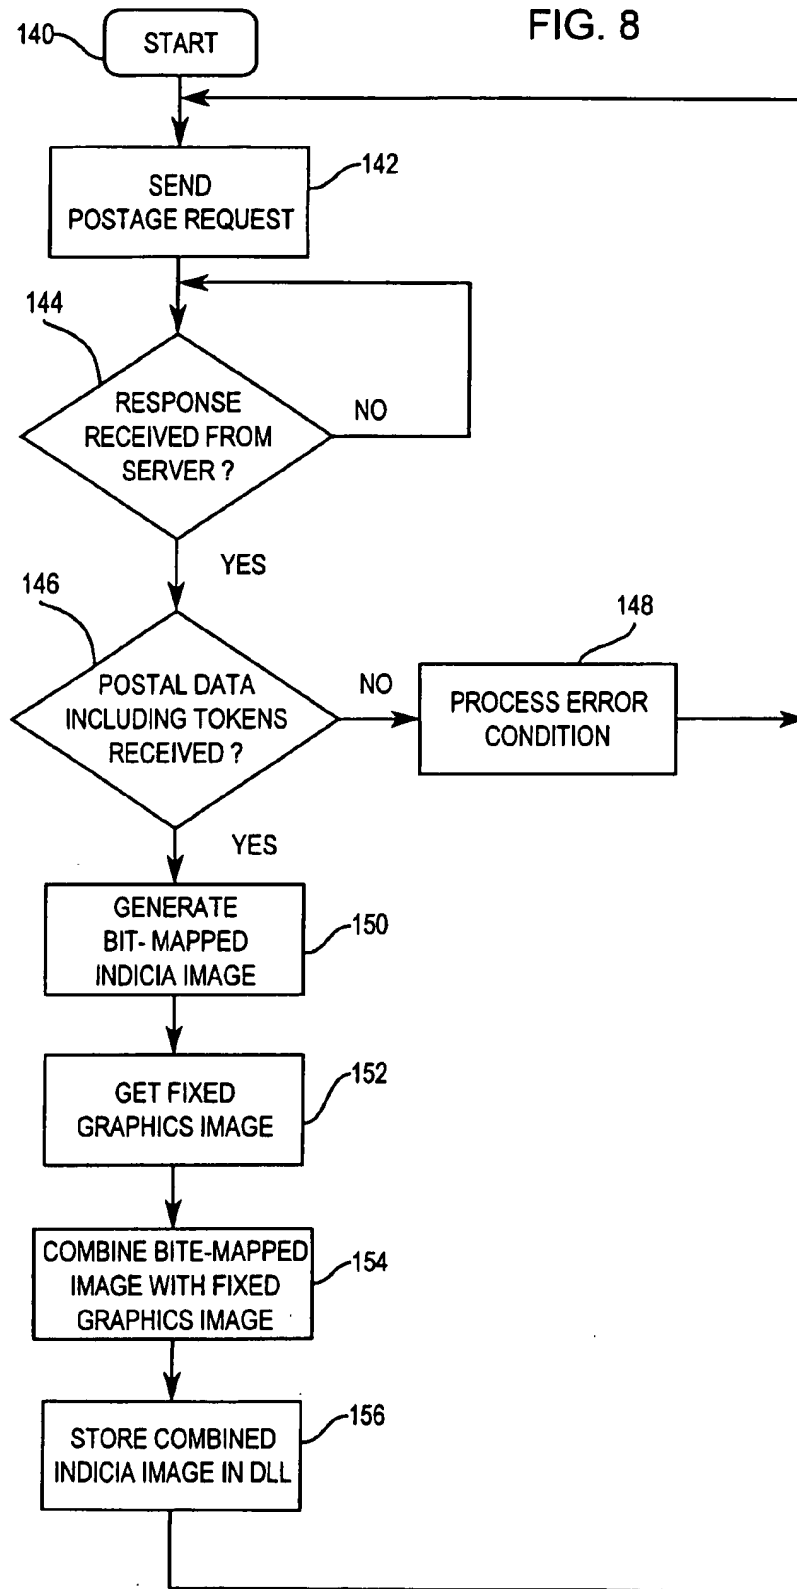 FIG. 8
140
START
142
SEND
POSTAGE REQUEST
144
RESPONSE
RECEIVED FROM
SERVER ?
NO
YES
146
POSTAL DATA
INCLUDING TOKENS
RECEIVED ?
NO
148
PROCESS ERROR
CONDITION
YES
GENERATE
BIT- MAPPED
INDICIA IMAGE
150
GET FIXED
GRAPHICS IMAGE
152
COMBINE BITE-MAPPED
IMAGE WITH FIXED
GRAPHICS IMAGE
154
STORE COMBINED
INDICIA IMAGE IN DLL
156